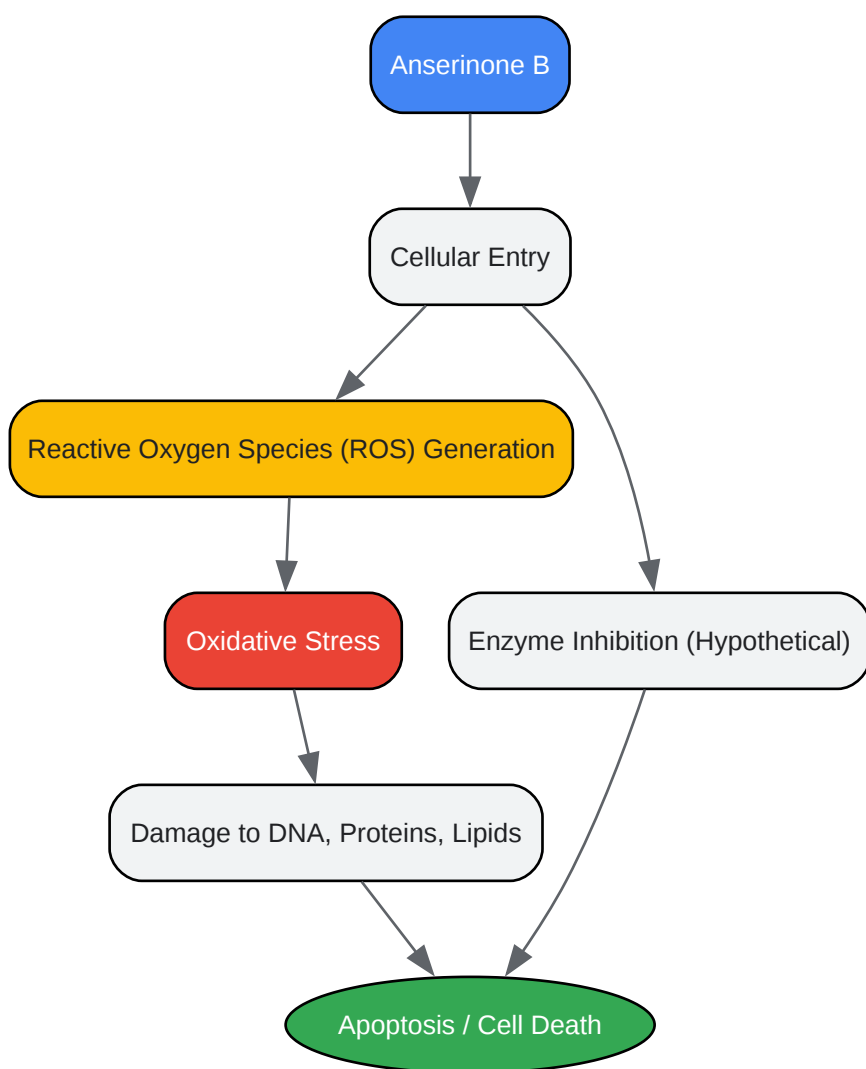 Anserinone B
Cellular Entry
Reactive Oxygen Species (ROS) Generation
Oxidative Stress
Enzyme Inhibition (Hypothetical)
Damage to DNA, Proteins, Lipids
Apoptosis / Cell Death